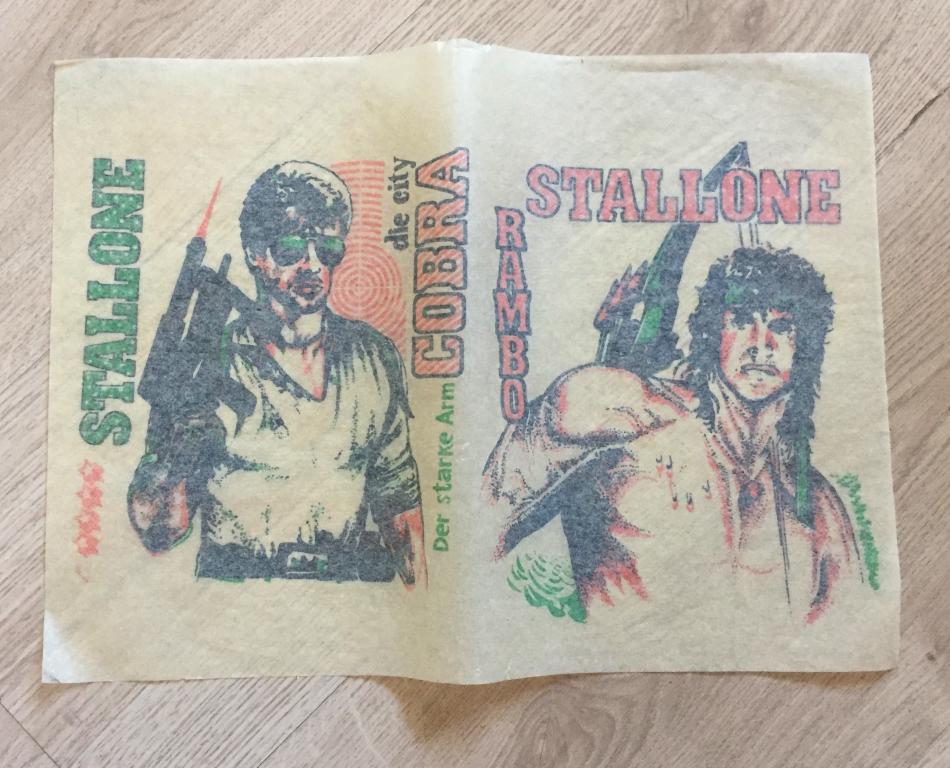 STALLONE
die city
COBRA
Der starke Arm
STALLONE
RAMBO